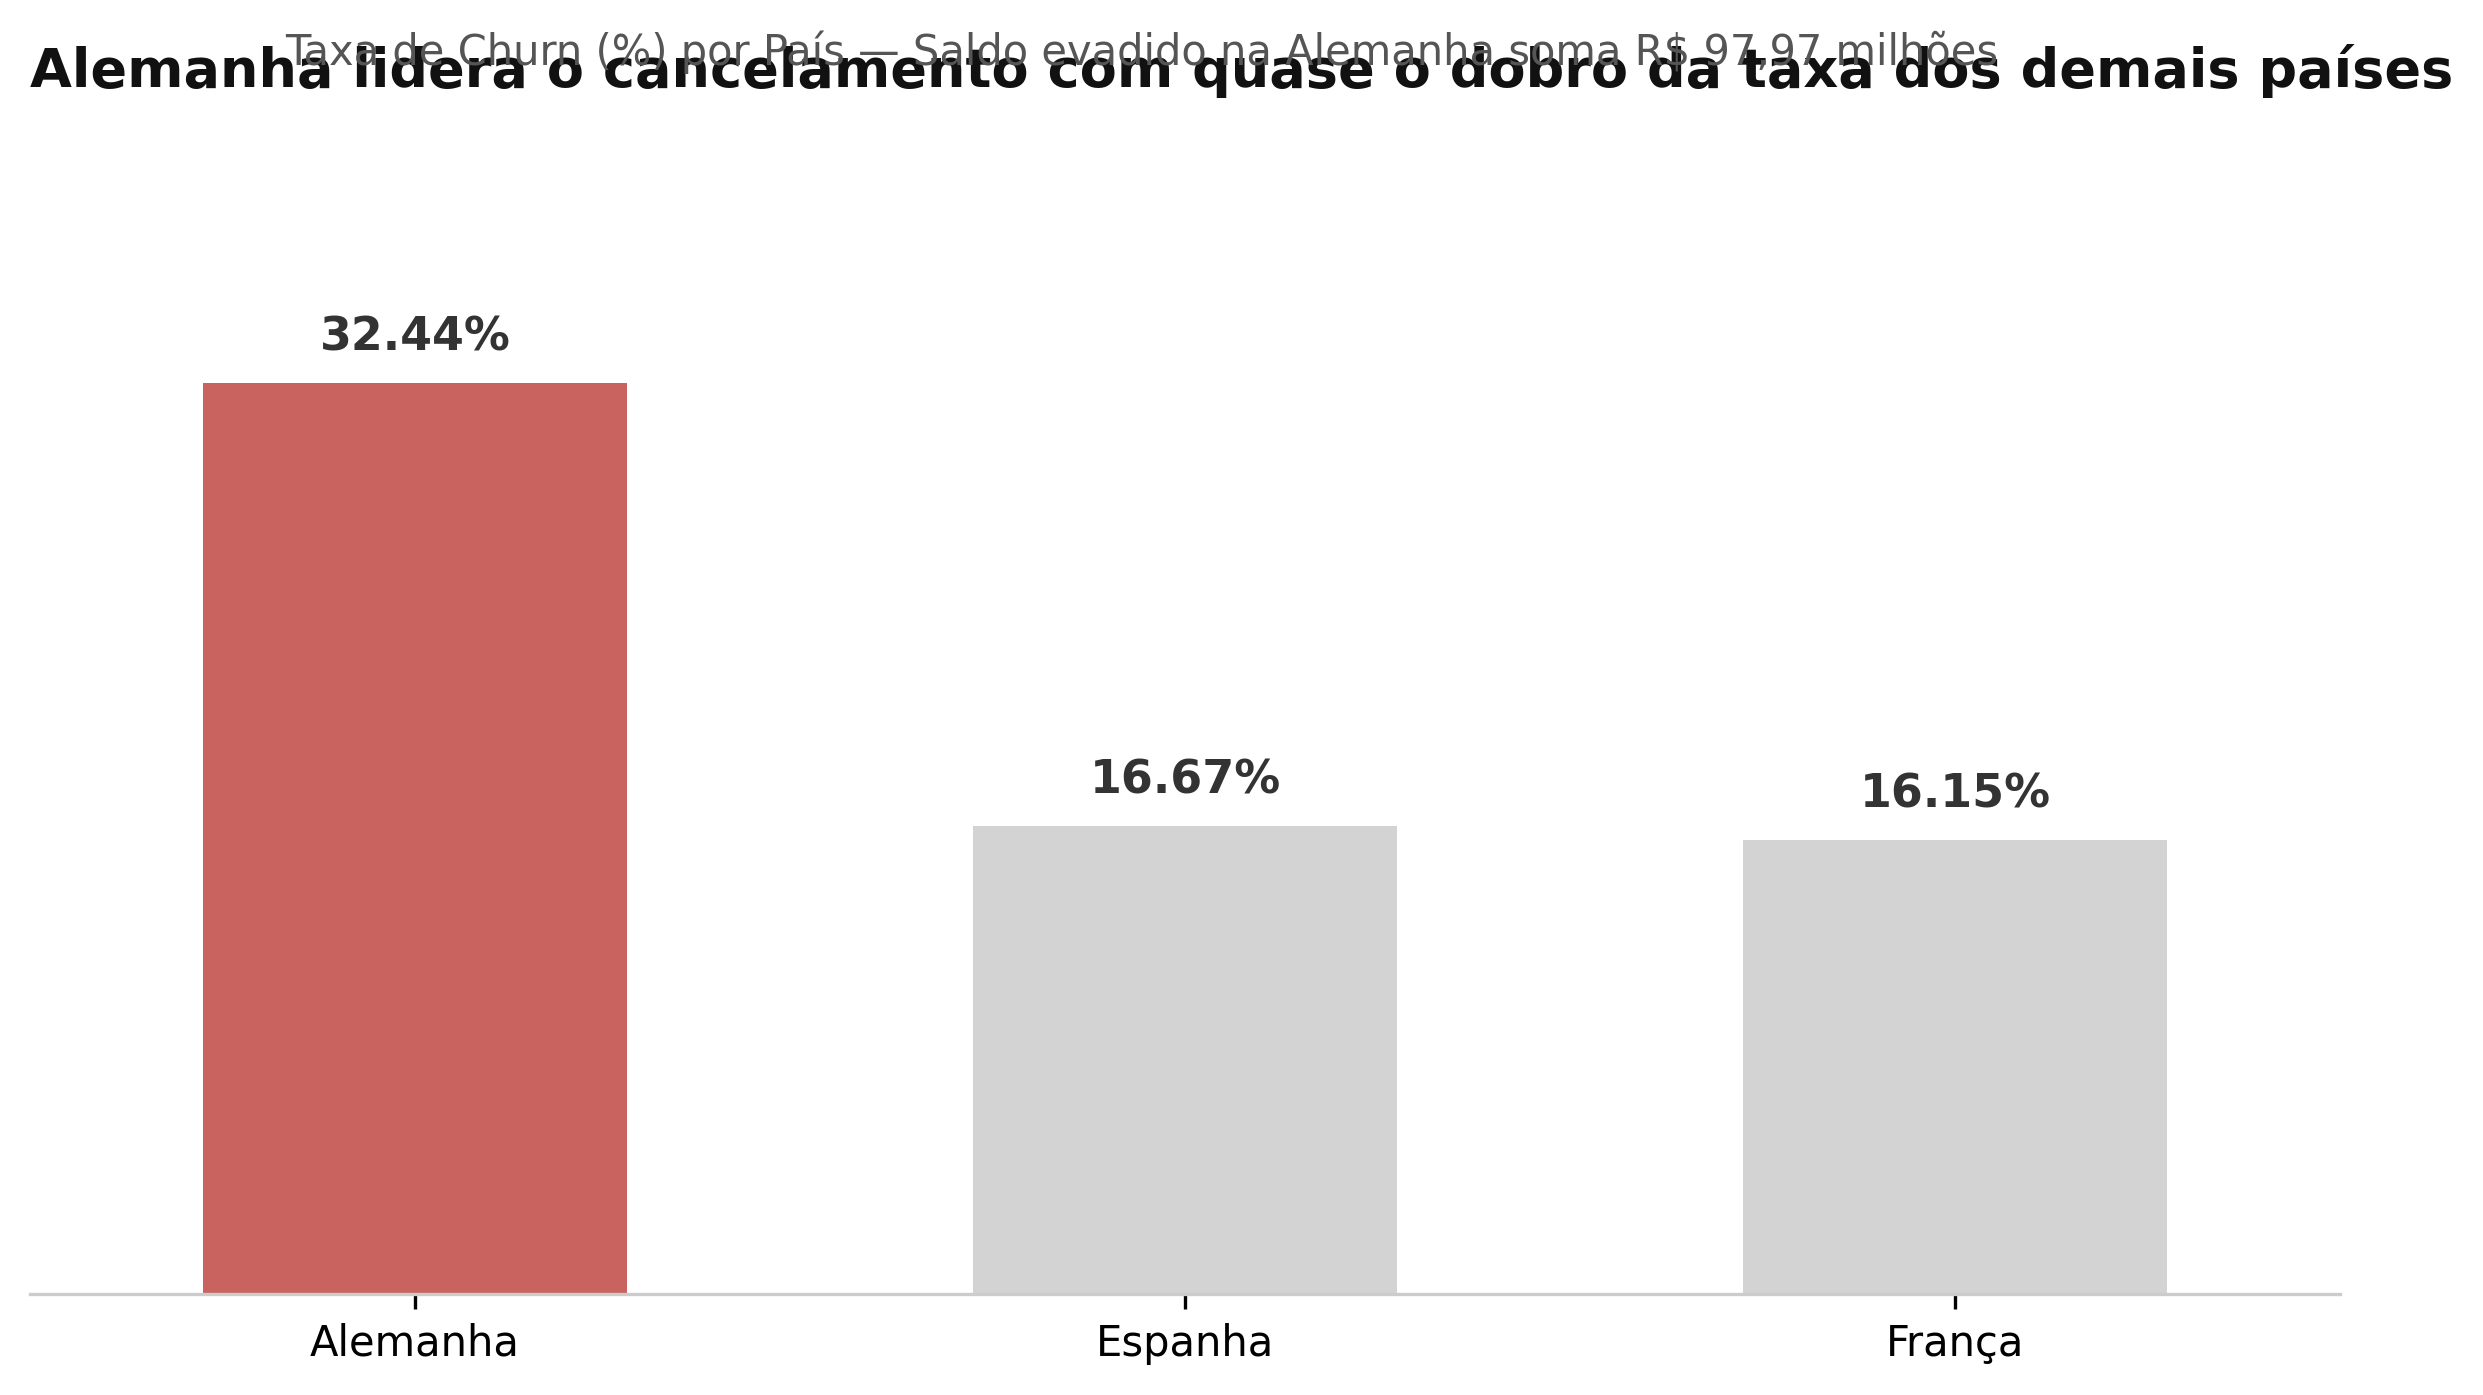 Taxa de Churn (%) por País — Saldo evadido na Alemanha soma R$ 97,97 milhões
Alemanha lidera o cancelamento com quase o dobro da taxa dos demais países
32.44%
16.67%
16.15%
Alemanha
Espanha
França